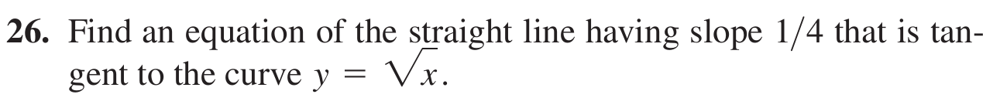 26. Find an equation of the straight line having slope 1/4 that is tan-
gent to the curve y = √x.